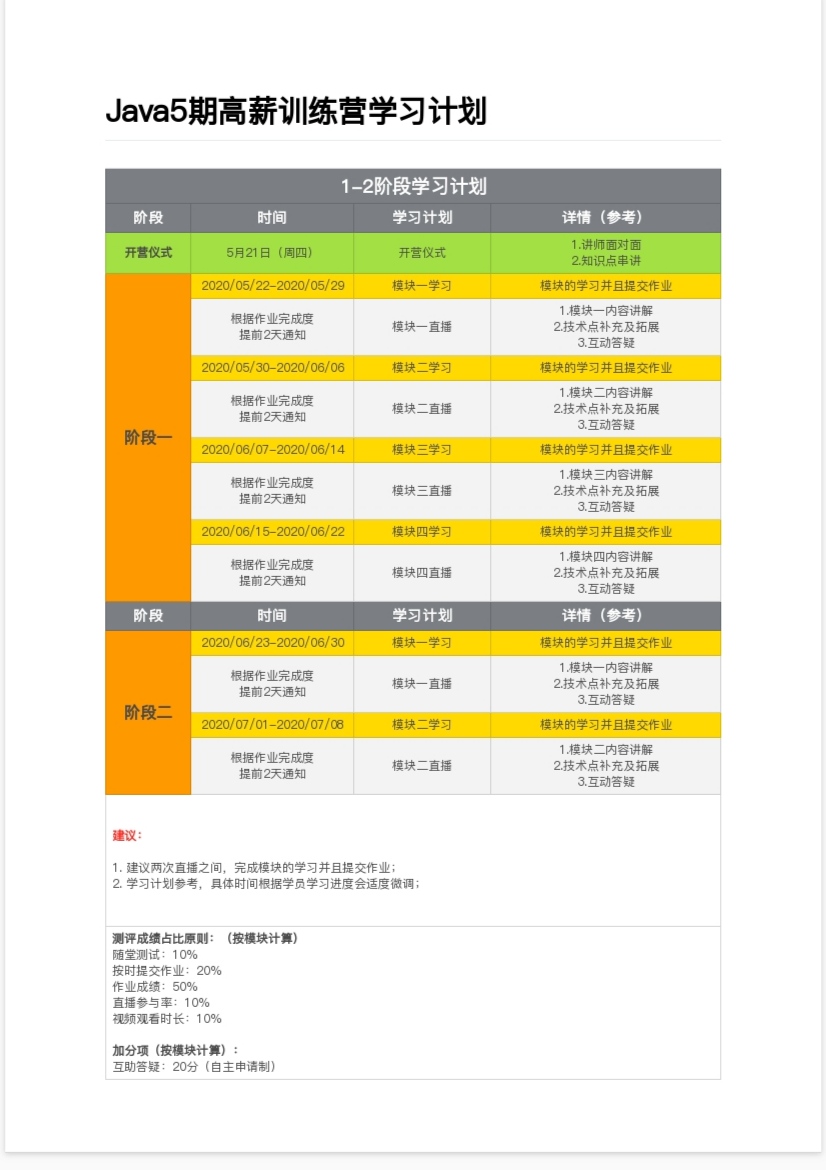 Java5期高薪训练营学习计划
1-2阶段学习计划
阶段 时间 学习计划 详情（参考）
开营仪式 5月21日（周四） 开营仪式 1.讲师面对面
2.知识点串讲
阶段一
2020/05/22-2020/05/29 模块一学习 模块的学习并且提交作业
根据作业完成度
提前2天通知
模块一直播
1.模块一内容讲解
2.技术点补充及拓展
3.互动答疑
2020/05/30-2020/06/06 模块二学习 模块的学习并且提交作业
根据作业完成度
提前2天通知
模块二直播
1.模块二内容讲解
2.技术点补充及拓展
3.互动答疑
2020/06/07-2020/06/14 模块三学习 模块的学习并且提交作业
根据作业完成度
提前2天通知
模块三直播
1.模块三内容讲解
2.技术点补充及拓展
3.互动答疑
2020/06/15-2020/06/22 模块四学习 模块的学习并且提交作业
根据作业完成度
提前2天通知
模块四直播
1.模块四内容讲解
2.技术点补充及拓展
3.互动答疑
阶段 时间 学习计划 详情（参考）
阶段二
2020/06/23-2020/06/30 模块一学习 模块的学习并且提交作业
根据作业完成度
提前2天通知
模块一直播
1.模块一内容讲解
2.技术点补充及拓展
3.互动答疑
2020/07/01-2020/07/08 模块二学习 模块的学习并且提交作业
根据作业完成度
提前2天通知
模块二直播
1.模块二内容讲解
2.技术点补充及拓展
3.互动答疑
建议：
1. 建议两次直播之间，完成模块的学习并且提交作业；
2. 学习计划参考，具体时间根据学员学习进度会适度微调；
测评成绩占比原则：（按模块计算）
随堂测试：10%
按时提交作业：20%
作业成绩：50%
直播参与率：10%
视频观看时长：10%
加分项（按模块计算）：
互助答疑：20分（自主申请制）